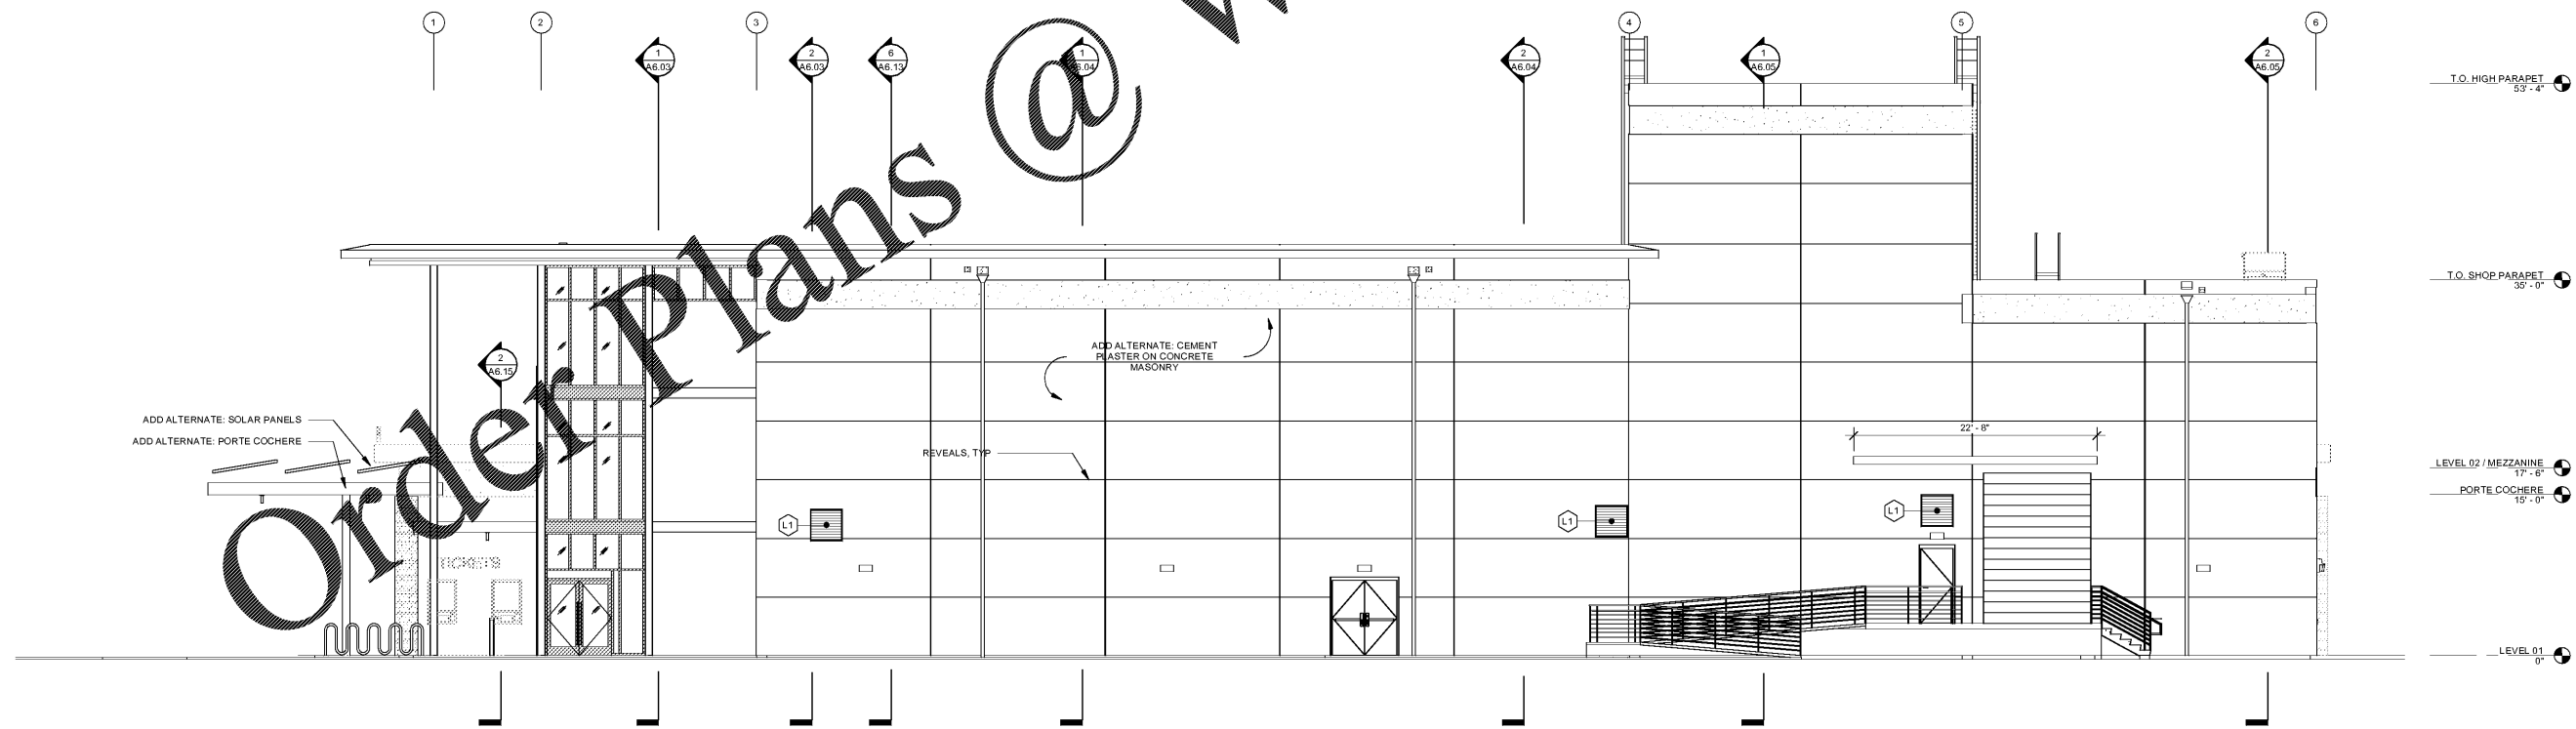 1
2
3
4
5
6
1
A6.03
2
A6.03
6
A6.13
1
A6.04
2
A6.04
1
A6.05
2
A6.05
T.O. HIGH PARAPET
53' - 4"
T.O. SHOP PARAPET
35' - 0"
2
A6.15
ADD ALTERNATE: CEMENT
PLASTER ON CONCRETE
MASONRY
ADD ALTERNATE: SOLAR PANELS
ADD ALTERNATE: PORTE COCHERE
REVEALS, TYP
22' - 8"
LEVEL 02 / MEZZANINE
17' - 6"
PORTE COCHERE
15' - 0"
L1
L1
L1
TICKETS
LEVEL 01
0"
Order Plans @ W